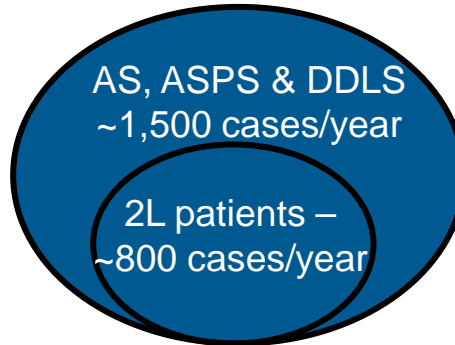 AS, ASPS & DDLS
~1,500 cases/year
2L patients –
~800 cases/year